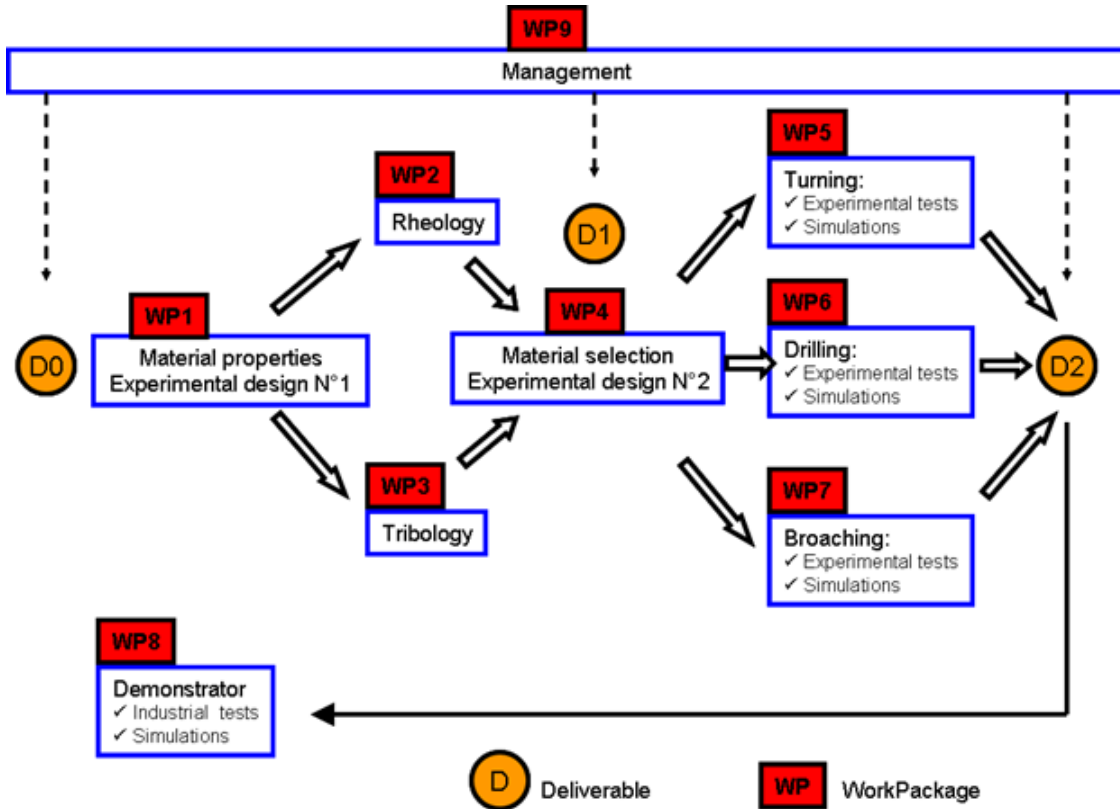 WP9
Management
WP5
Turning:
✓ Experimental tests
✓ Simulations
WP2
Rheology
D1
WP1
Material properties
Experimental design N°1
D0
WP4
Material selection
Experimental design N°2
WP6
Drilling:
✓ Experimental tests
✓ Simulations
D2
WP3
Tribology
WP7
Broaching:
✓ Experimental tests
✓ Simulations
WP8
Demonstrator
✓ Industrial tests
✓ Simulations
D Deliverable
WP WorkPackage